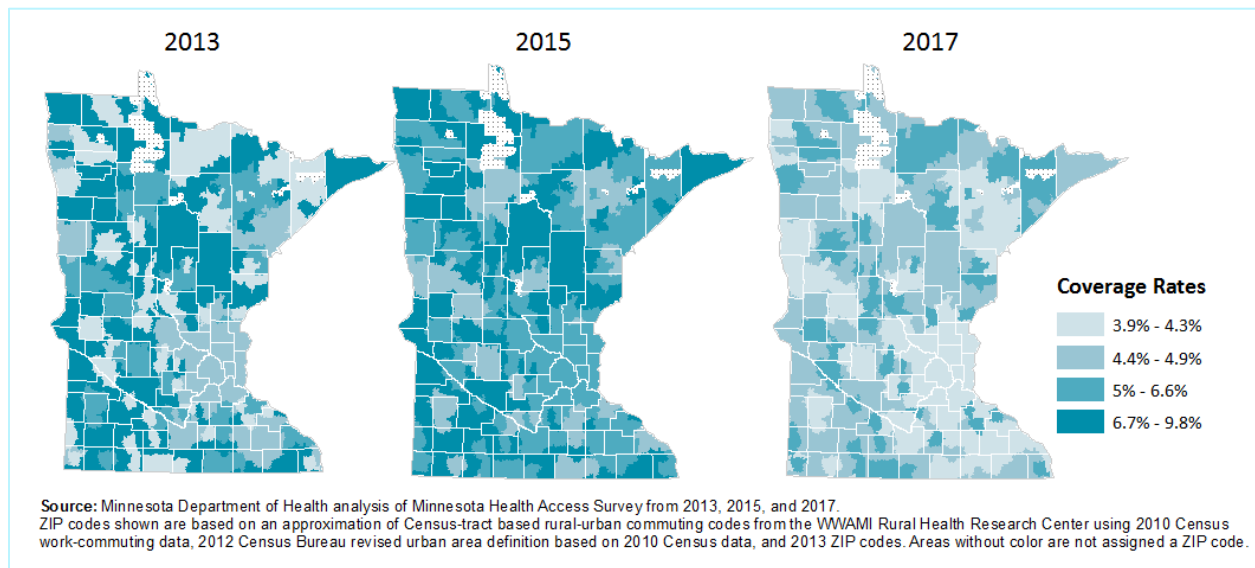 2013
2015
2017
Coverage Rates
3.9% - 4.3%
4.4% - 4.9%
5% - 6.6%
6.7% - 9.8%
Source: Minnesota Department of Health analysis of Minnesota Health Access Survey from 2013, 2015, and 2017.
ZIP codes shown are based on an approximation of Census-tract based rural-urban commuting codes from the WWAMI Rural Health Research Center using 2010 Census
work-commuting data, 2012 Census Bureau revised urban area definition based on 2010 Census data, and 2013 ZIP codes. Areas without color are not assigned a ZIP code.